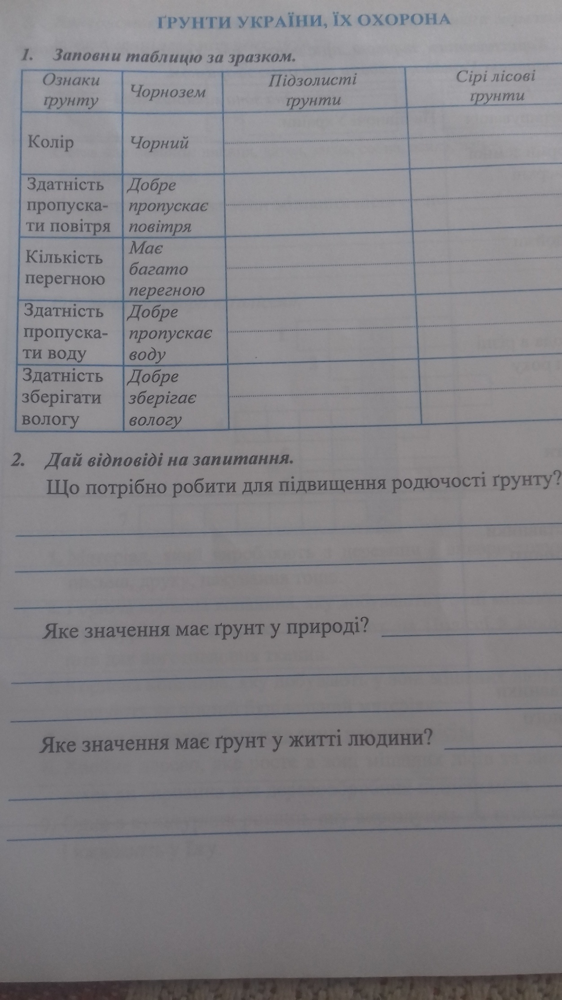 ҐРУНТИ УКРАЇНИ, ЇХ ОХОРОНА
1. Заповни таблицю за зразком.
Ознаки
ґрунту
Чорнозем
Підзолисті
ґрунти
Сірі лісові
ґрунти
Колір
Чорний
Здатність
пропуска-
ти повітря
Добре
пропускає
повітря
Кількість
перегною
Має
багато
перегною
Здатність
пропуска-
ти воду
Добре
пропускає
воду
Здатність
зберігати
вологу
Добре
зберігає
вологу
2. Дай відповіді на запитання.
Що потрібно робити для підвищення родючості ґрунту?
Яке значення має ґрунт у природі?
Яке значення має ґрунт у житті людини?